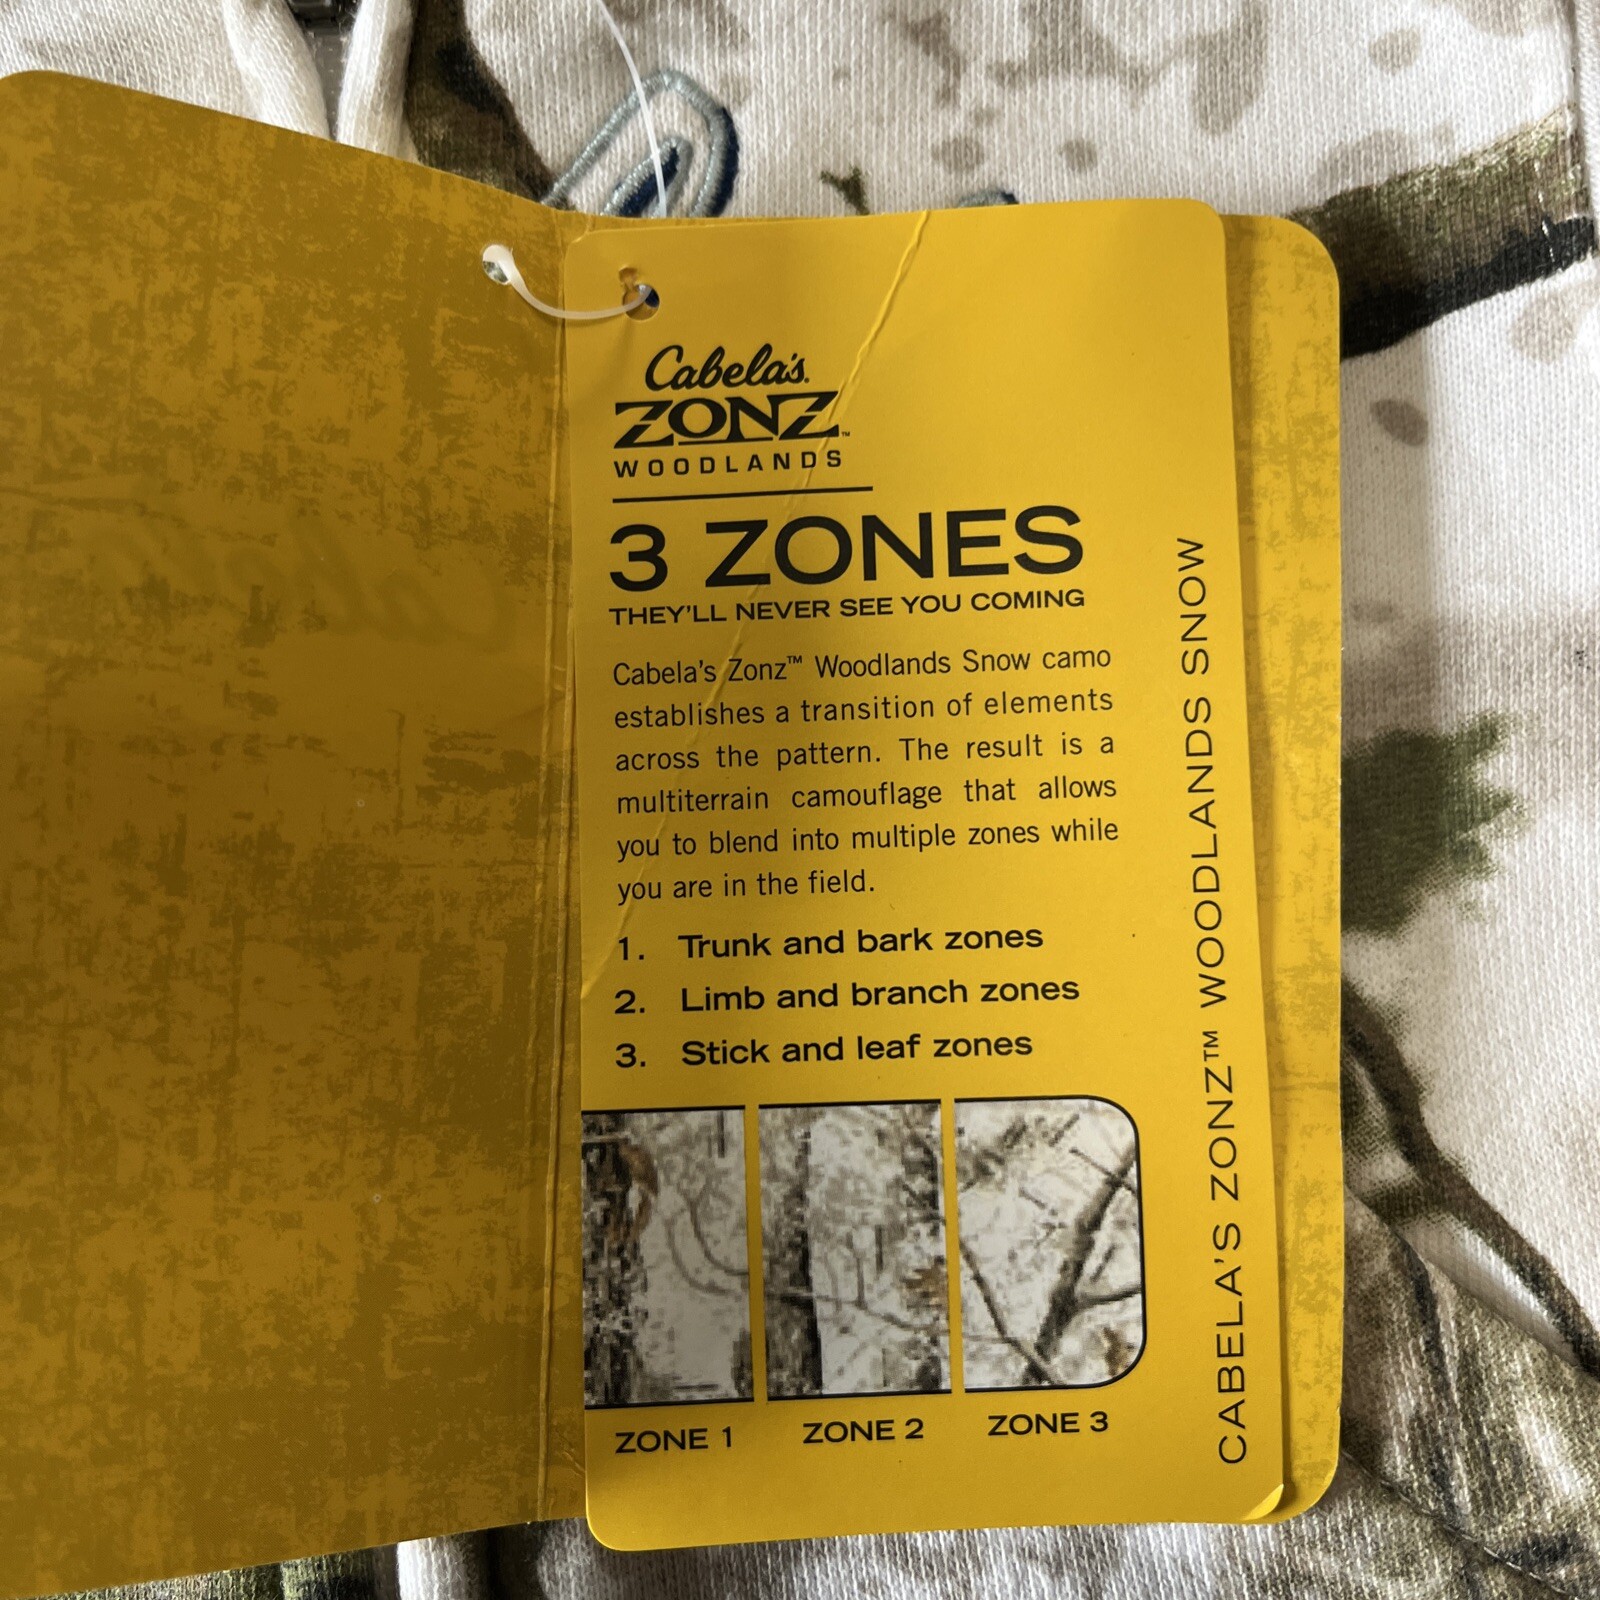 Cabela's
ZONZ™
WOODLANDS
3 ZONES
THEY'LL NEVER SEE YOU COMING
Cabela's Zonz™ Woodlands Snow camo
establishes a transition of elements
across the pattern. The result is a
multiterrain camouflage that allows
you to blend into multiple zones while
you are in the field.
1. Trunk and bark zones
2. Limb and branch zones
3. Stick and leaf zones
ZONE 1
ZONE 2
ZONE 3
CABELA'S ZONZ™ WOODLANDS SNOW